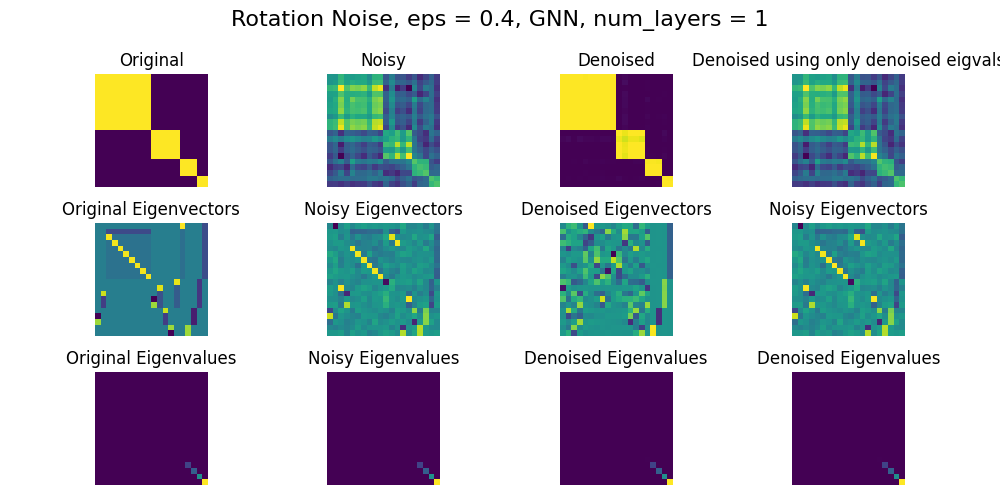 Rotation Noise, eps = 0.4, GNN, num_layers = 1
Original
Noisy
Denoised
Denoised using only denoised eigvals
Original Eigenvectors
Noisy Eigenvectors
Denoised Eigenvectors
Noisy Eigenvectors
Original Eigenvalues
Noisy Eigenvalues
Denoised Eigenvalues
Denoised Eigenvalues